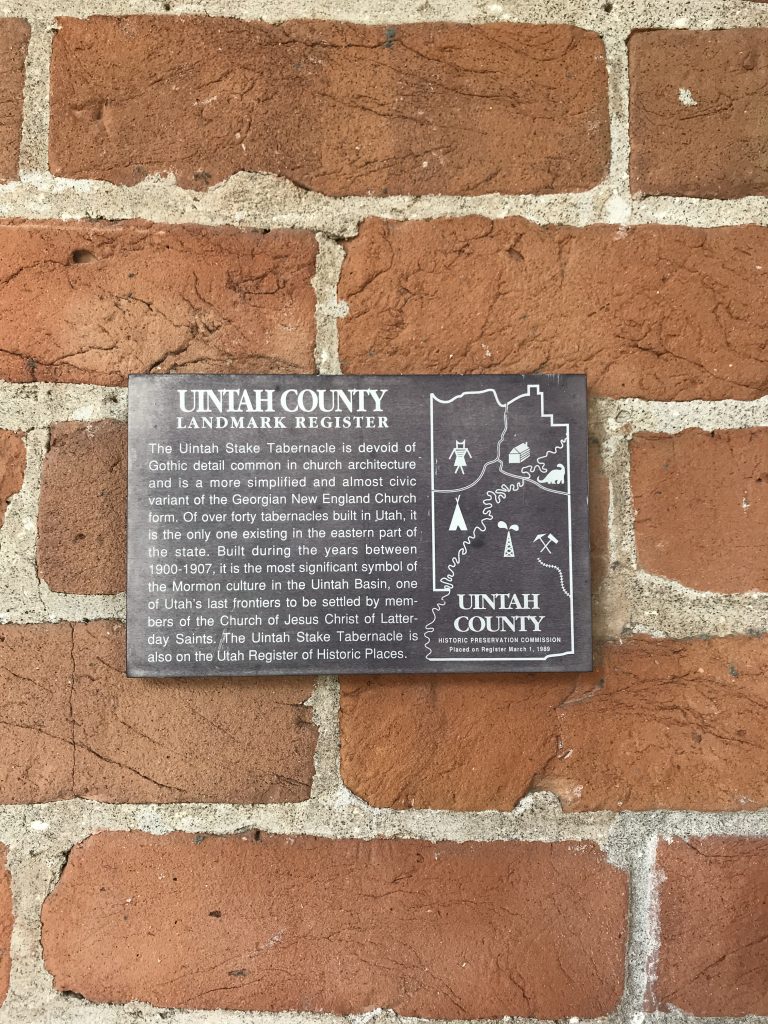 UINTAH COUNTY
LANDMARK REGISTER
The Uintah Stake Tabernacle is devoid of
Gothic detail common in church architecture
and is a more simplified and almost civic
variant of the Georgian New England Church
form. Of over forty tabernacles built in Utah, it
is the only one existing in the eastern part of
the state. Built during the years between
1900-1907, it is the most significant symbol of
the Mormon culture in the Uintah Basin, one
of Utah's last frontiers to be settled by mem-
bers of the Church of Jesus Christ of Latter-
day Saints. The Uintah Stake Tabernacle is
also on the Utah Register of Historic Places.
UINTAH
COUNTY
HISTORIC PRESERVATION COMMISSION
Placed on Register March 1, 1989